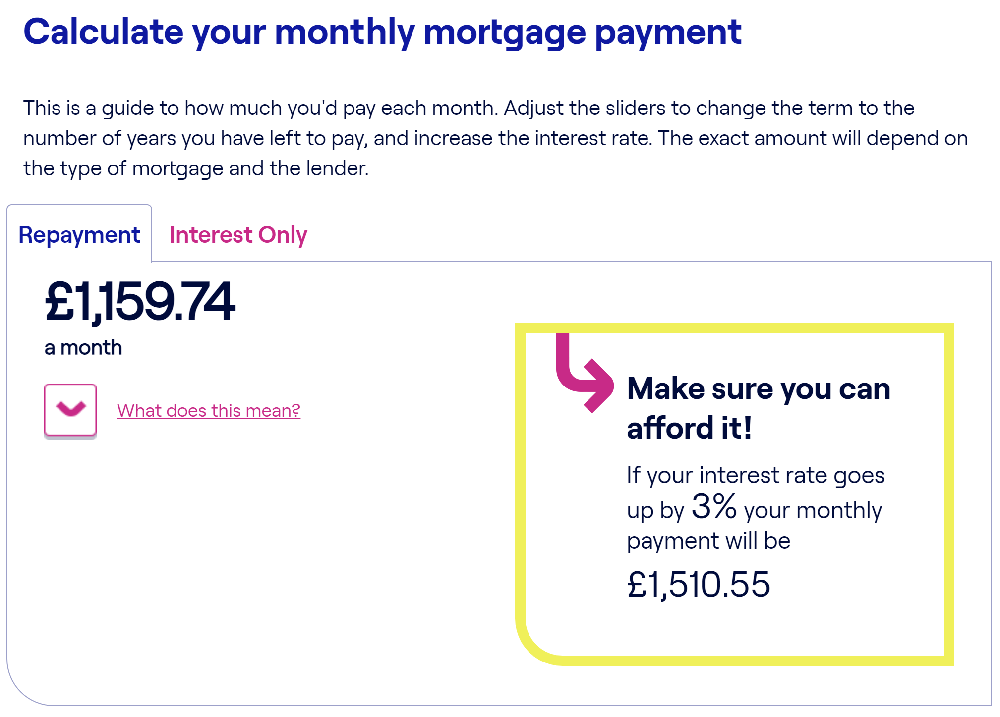 Calculate your monthly mortgage payment
This is a guide to how much you'd pay each month. Adjust the sliders to change the term to the
number of years you have left to pay, and increase the interest rate. The exact amount will depend on
the type of mortgage and the lender.
Repayment
Interest Only
£1,159.74
a month
What does this mean?
Make sure you can
afford it!
If your interest rate goes
up by 3% your monthly
payment will be
£1,510.55